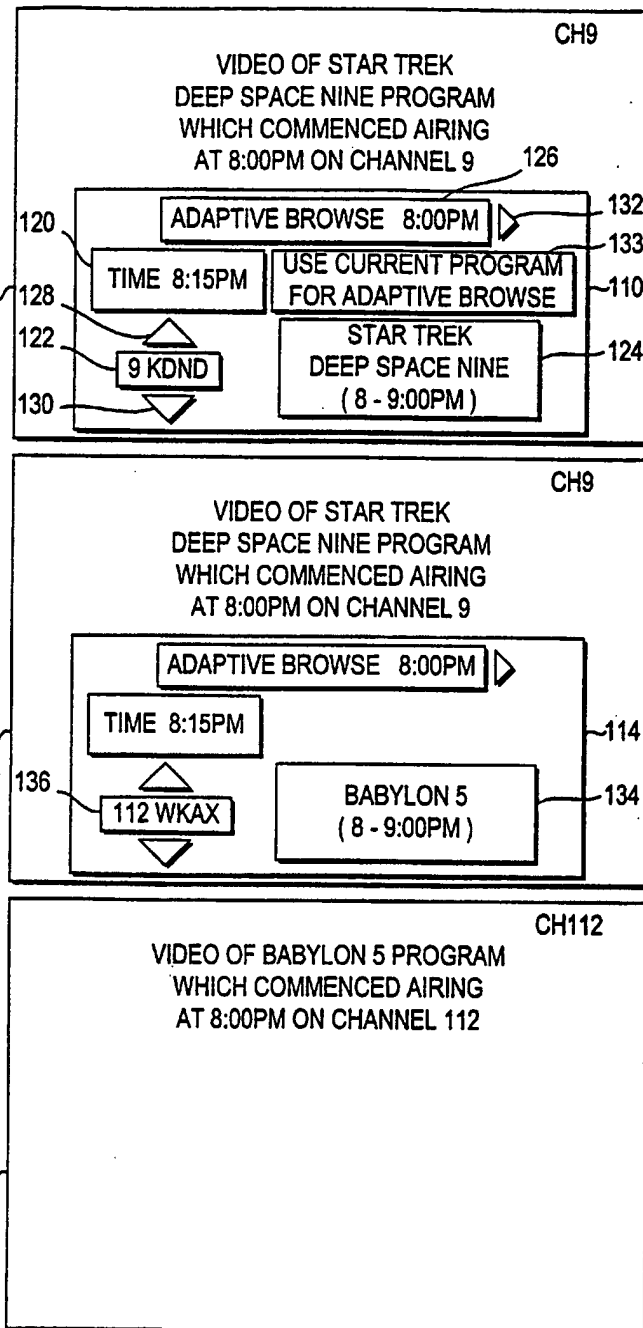 CH9
VIDEO OF STAR TREK
DEEP SPACE NINE PROGRAM
WHICH COMMENCED AIRING
AT 8:00PM ON CHANNEL 9
126
ADAPTIVE BROWSE 8:00PM
132
120
133
TIME 8:15PM
USE CURRENT PROGRAM
FOR ADAPTIVE BROWSE
110
128
122
9 KDND
STAR TREK
DEEP SPACE NINE
( 8 - 9:00PM )
124
130
CH9
VIDEO OF STAR TREK
DEEP SPACE NINE PROGRAM
WHICH COMMENCED AIRING
AT 8:00PM ON CHANNEL 9
ADAPTIVE BROWSE 8:00PM
TIME 8:15PM
114
136
112 WKAX
BABYLON 5
( 8 - 9:00PM )
134
CH112
VIDEO OF BABYLON 5 PROGRAM
WHICH COMMENCED AIRING
AT 8:00PM ON CHANNEL 112